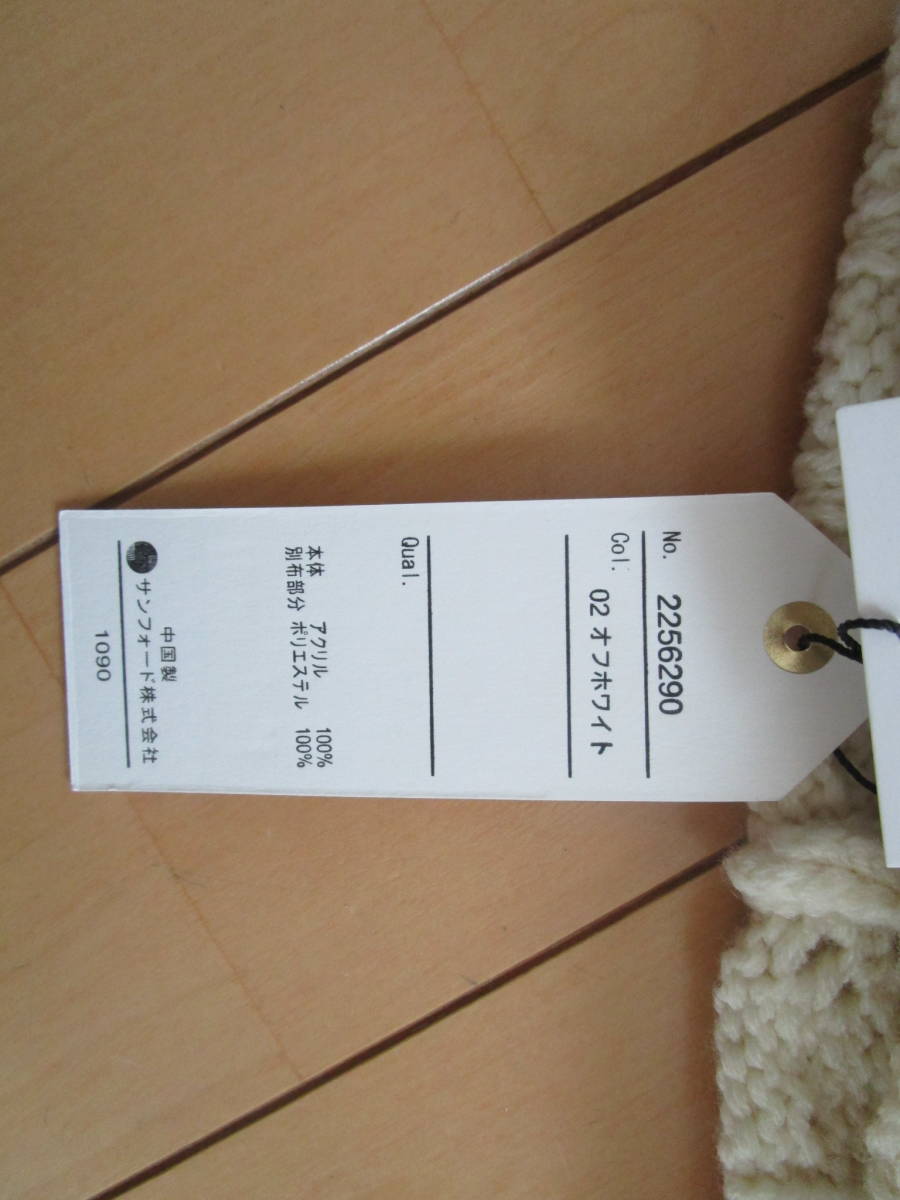 No. 2256290
Col. 02 オフホワイト
Qual.
本体 アクリル 100%
別布部分 ポリエステル 100%
中国製
サンフォード株式会社
1090